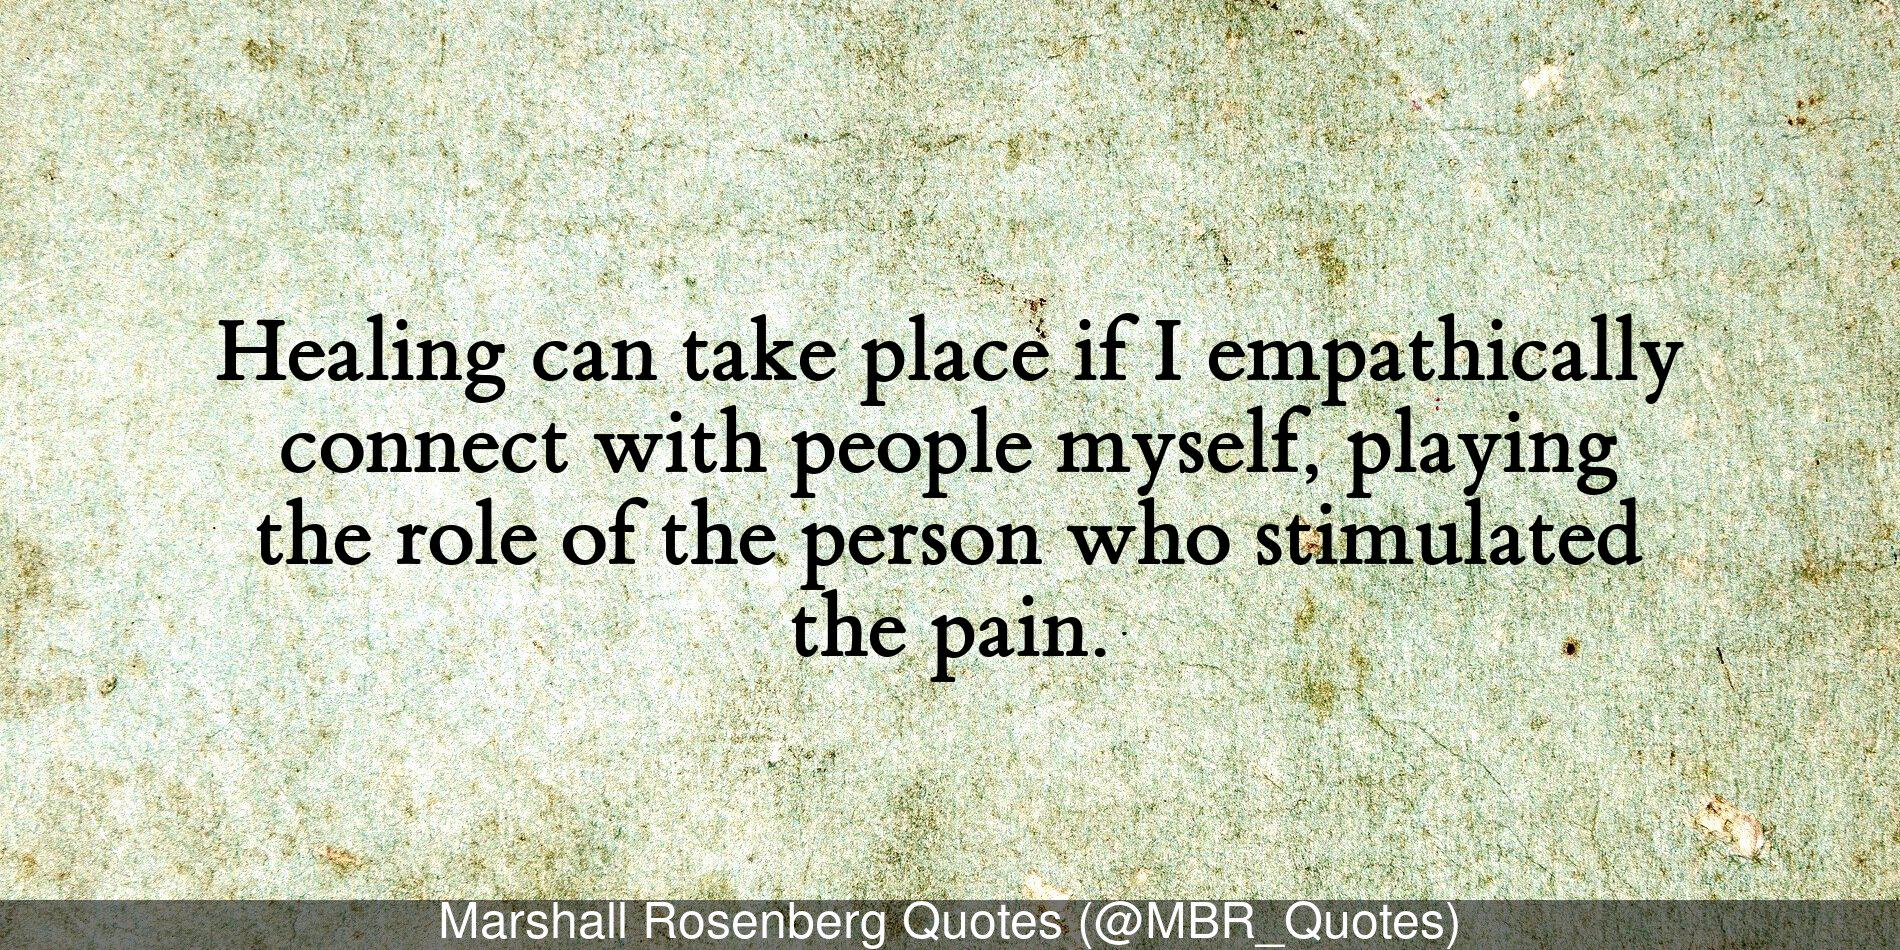 Healing can take place if I empathically
connect with people myself, playing
the role of the person who stimulated
the pain.
Marshall Rosenberg Quotes (@MBR_Quotes)